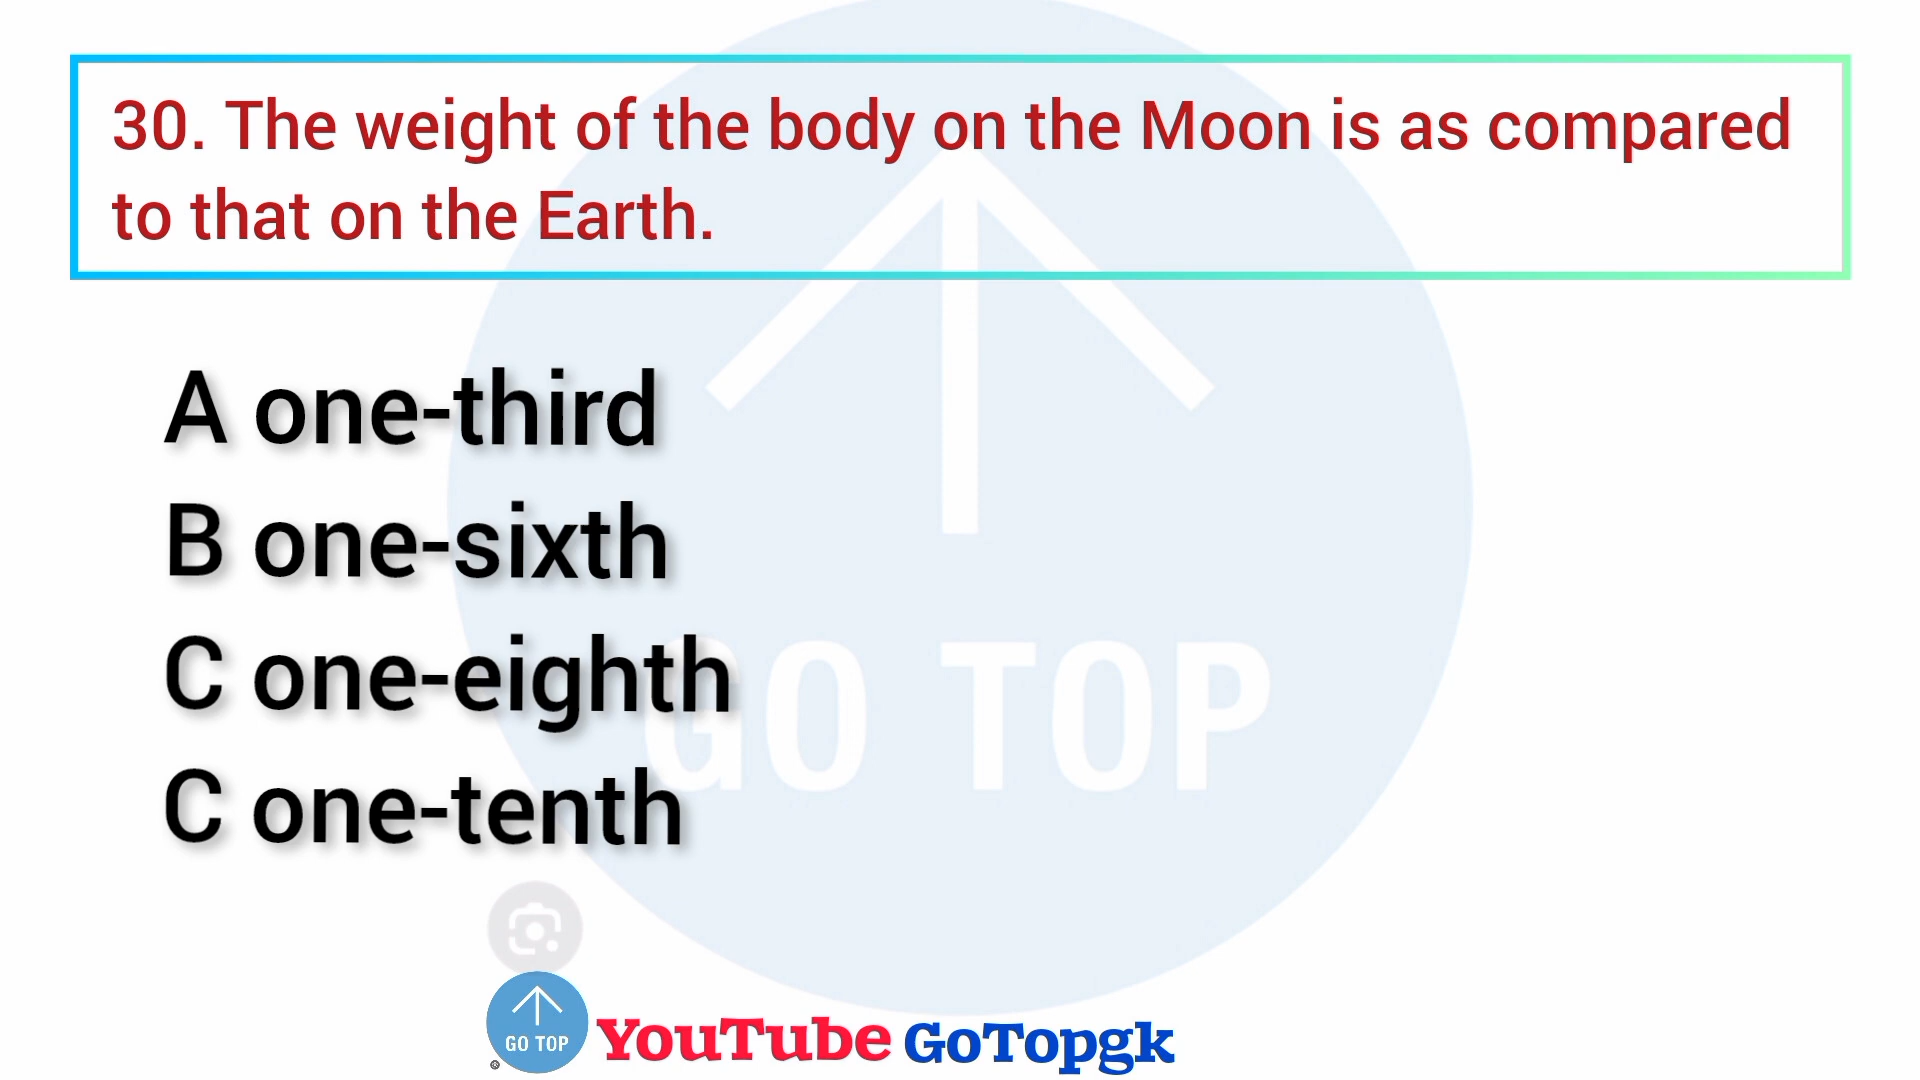 30. The weight of the body on the Moon is as compared
to that on the Earth.
A one-third
B one-sixth
C one-eighth
C one-tenth
GO TOP
GO TOP
YouTube GoTopgk